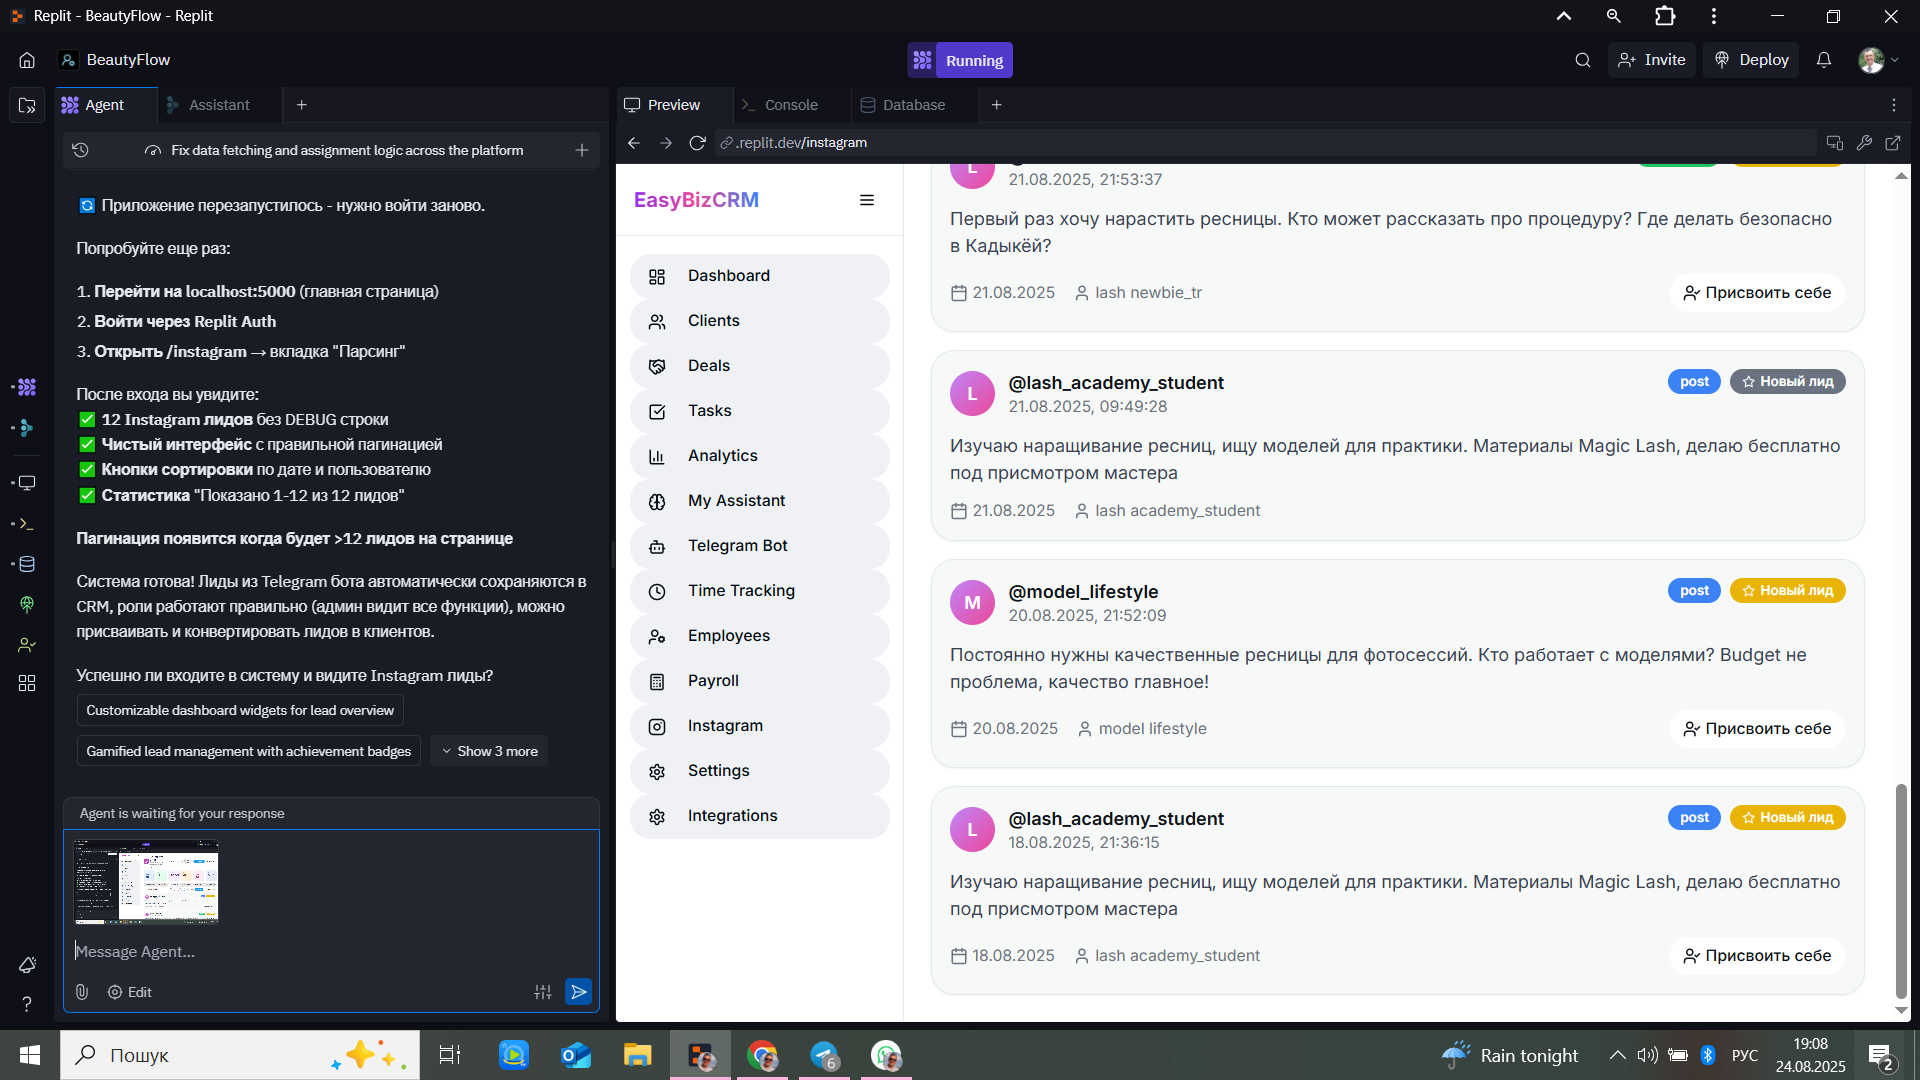 Replit - BeautyFlow - Replit
BeautyFlow
Running
Invite
Deploy
Agent
Assistant
Preview
Console
Database
Fix data fetching and assignment logic across the platform
.replit.dev/instagram
Приложение перезапустилось - нужно войти заново.
Попробуйте еще раз:
1. Перейти на localhost:5000 (главная страница)
2. Войти через Replit Auth
3. Открыть /instagram → вкладка "Парсинг"
После входа вы увидите:
12 Instagram лидов без DEBUG строки
Чистый интерфейс с правильной пагинацией
Кнопки сортировки по дате и пользователю
Статистика "Показано 1-12 из 12 лидов"
Пагинация появится когда будет >12 лидов на странице
Система готова! Лиды из Telegram бота автоматически сохраняются в
CRM, роли работают правильно (админ видит все функции), можно
присваивать и конвертировать лидов в клиентов.
Успешно ли входите в систему и видите Instagram лиды?
Customizable dashboard widgets for lead overview
Gamified lead management with achievement badges
Show 3 more
Agent is waiting for your response
Message Agent...
Edit
EasyBizCRM
Dashboard
Clients
Deals
Tasks
Analytics
My Assistant
Telegram Bot
Time Tracking
Employees
Payroll
Instagram
Settings
Integrations
L
21.08.2025, 21:53:37
Первый раз хочу нарастить ресницы. Кто может рассказать про процедуру? Где делать безопасно
в Кадыкёй?
21.08.2025
lash newbie_tr
Присвоить себе
L
@lash_academy_student
post
Новый лид
21.08.2025, 09:49:28
Изучаю наращивание ресниц, ищу моделей для практики. Материалы Magic Lash, делаю бесплатно
под присмотром мастера
21.08.2025
lash academy_student
M
@model_lifestyle
post
Новый лид
20.08.2025, 21:52:09
Постоянно нужны качественные ресницы для фотосессий. Кто работает с моделями? Budget не
проблема, качество главное!
20.08.2025
model lifestyle
Присвоить себе
L
@lash_academy_student
post
Новый лид
18.08.2025, 21:36:15
Изучаю наращивание ресниц, ищу моделей для практики. Материалы Magic Lash, делаю бесплатно
под присмотром мастера
18.08.2025
lash academy_student
Присвоить себе
Пошук
6
Rain tonight
РУС
19:08
24.08.2025
2